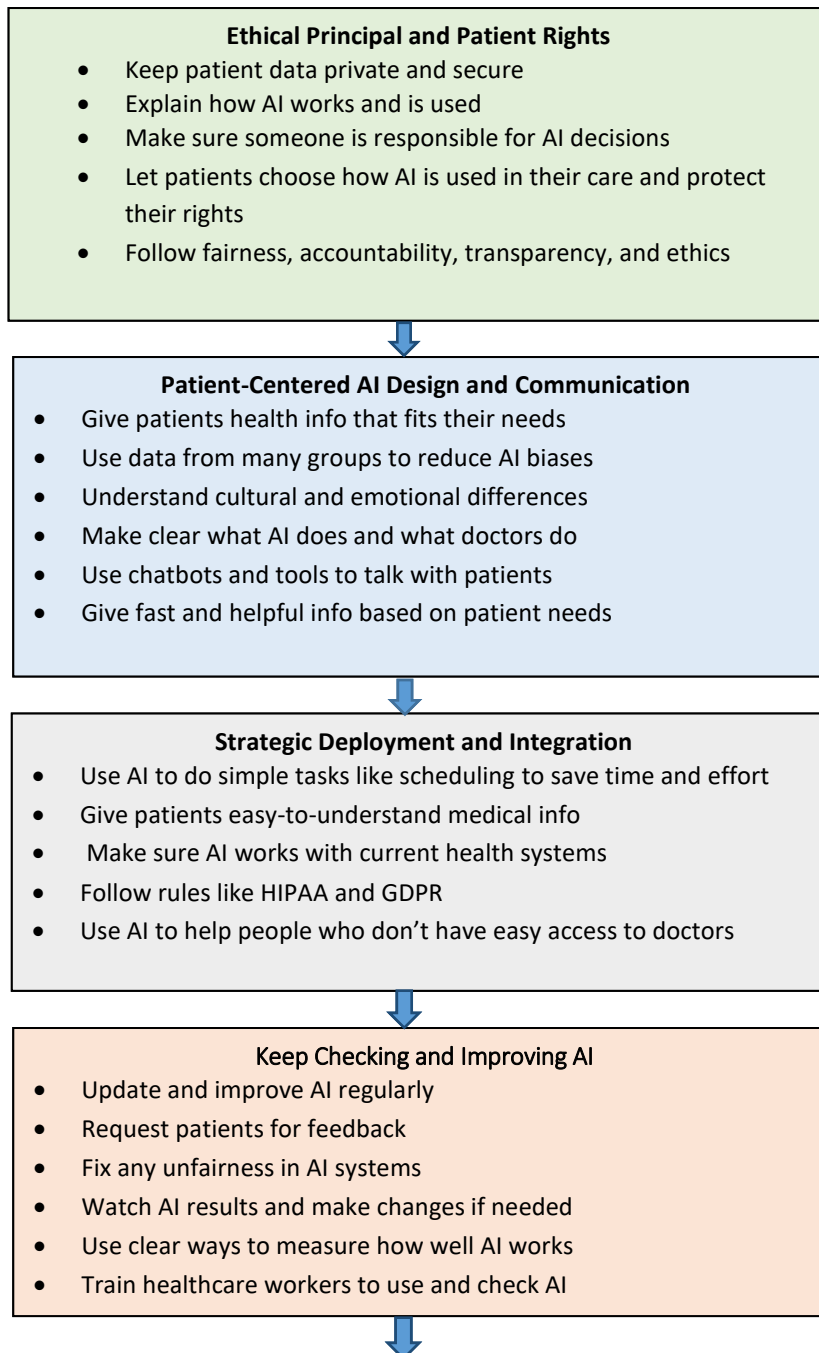 Ethical Principal and Patient Rights
• Keep patient data private and secure
• Explain how AI works and is used
• Make sure someone is responsible for AI decisions
• Let patients choose how AI is used in their care and protect
their rights
• Follow fairness, accountability, transparency, and ethics
Patient-Centered AI Design and Communication
• Give patients health info that fits their needs
• Use data from many groups to reduce AI biases
• Understand cultural and emotional differences
• Make clear what AI does and what doctors do
• Use chatbots and tools to talk with patients
• Give fast and helpful info based on patient needs
Strategic Deployment and Integration
• Use AI to do simple tasks like scheduling to save time and effort
• Give patients easy-to-understand medical info
• Make sure AI works with current health systems
• Follow rules like HIPAA and GDPR
• Use AI to help people who don’t have easy access to doctors
Keep Checking and Improving AI
• Update and improve AI regularly
• Request patients for feedback
• Fix any unfairness in AI systems
• Watch AI results and make changes if needed
• Use clear ways to measure how well AI works
• Train healthcare workers to use and check AI